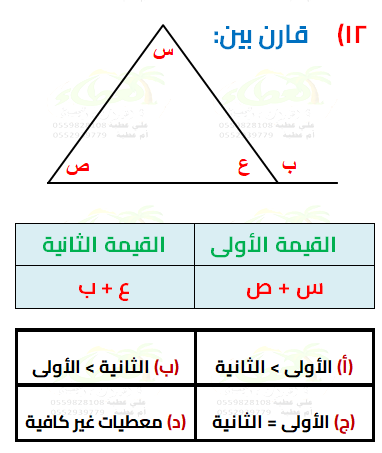 ١٢) قارن بين:
س
ص ع ب
القيمة الأولى القيمة الثانية
س + ص ع + ب
(أ) الأولى > الثانية (ب) الثانية > الأولى
(ج) الأولى = الثانية (د) معطيات غير كافية